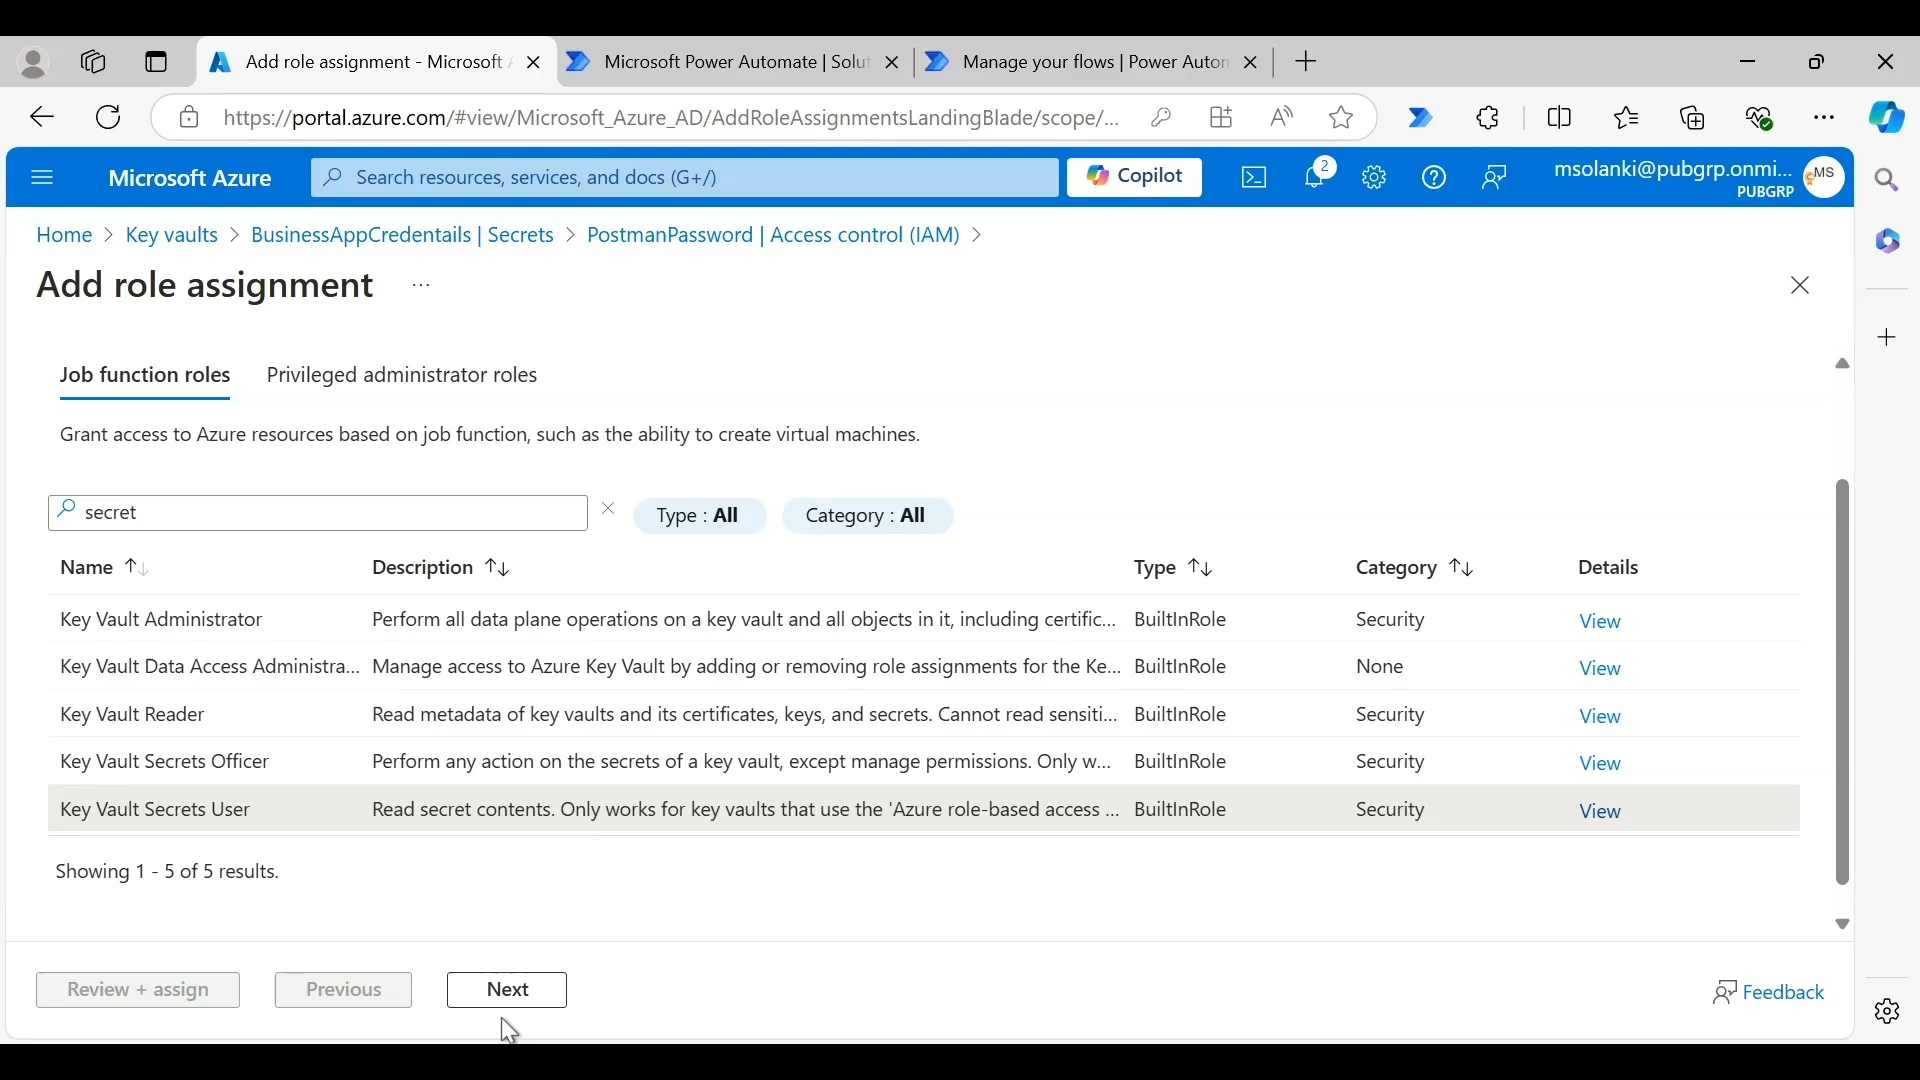 Add role assignment - Microsoft A
Microsoft Power Automate | Solut
Manage your flows | Power Autom
https://portal.azure.com/#view/Microsoft_Azure_AD/AddRoleAssignmentsLandingBlade/scope/...
Microsoft Azure
Search resources, services, and docs (G+/)
Copilot
2
msolanki@pubgrp.onmi...
PUBGRP
MS
Home > Key vaults > BusinessAppCredentails | Secrets > PostmanPassword | Access control (IAM) >
Add role assignment ...
Job function roles Privileged administrator roles
Grant access to Azure resources based on job function, such as the ability to create virtual machines.
secret
Type : All
Category : All
Name Description Type Category Details
Key Vault Administrator Perform all data plane operations on a key vault and all objects in it, including certific... BuiltInRole Security View
Key Vault Data Access Administra... Manage access to Azure Key Vault by adding or removing role assignments for the Ke... BuiltInRole None View
Key Vault Reader Read metadata of key vaults and its certificates, keys, and secrets. Cannot read sensiti... BuiltInRole Security View
Key Vault Secrets Officer Perform any action on the secrets of a key vault, except manage permissions. Only w... BuiltInRole Security View
Key Vault Secrets User Read secret contents. Only works for key vaults that use the 'Azure role-based access ... BuiltInRole Security View
Showing 1 - 5 of 5 results.
Review + assign Previous Next Feedback